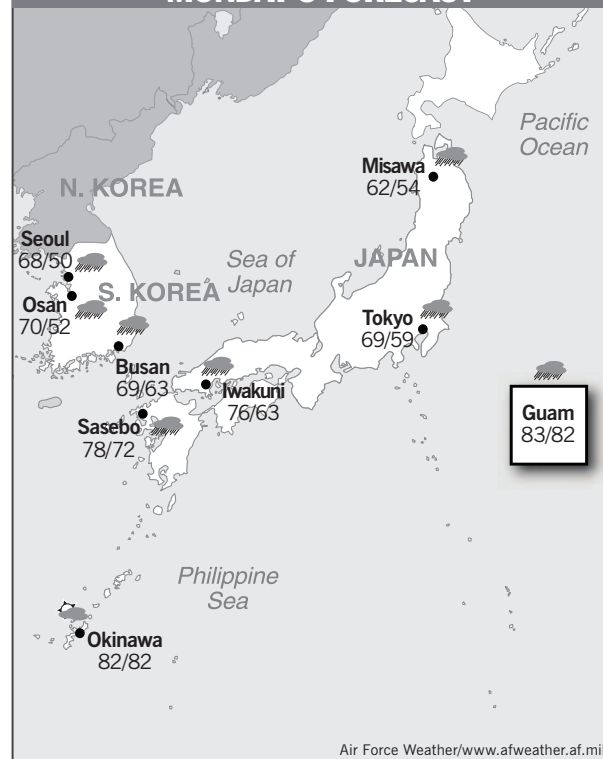 MONDAY'S FORECAST
Pacific
Ocean
Misawa
62/54
N. KOREA
Seoul
68/50
Sea of
Japan
JAPAN
S. KOREA
Osan
70/52
Tokyo
69/59
Busan
69/63
Iwakuni
76/63
Guam
83/82
Sasebo
78/72
Philippine
Sea
Okinawa
82/82
Air Force Weather/www.afweather.af.mil